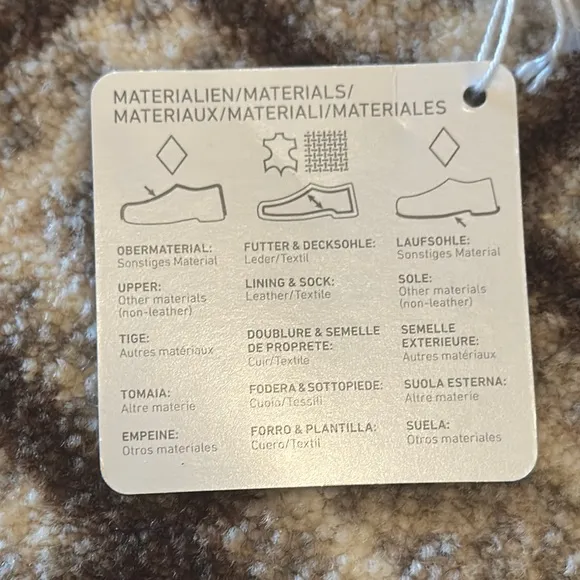 MATERIALIEN/MATERIALS/
MATERIAUX/MATERIALI/MATERIALES
OBERMATERIAL:
Sonstiges Material
UPPER:
Other materials
(non-leather)
TIGE:
Autres matériaux
TOMAIA:
Altre materie
EMPEINE:
Otros materiales
FUTTER & DECKSOHLE:
Leder/Textil
LINING & SOCK:
Leather/Textile
DOUBLURE & SEMELLE
DE PROPRETE:
Cuir/Textile
FODERA & SOTTOPIEDE:
Cuoio/Tessili
FORRO & PLANTILLA:
Cuero/Textil
LAUFSOHLE:
Sonstiges Material
SOLE:
Other materials
(non-leather)
SEMELLE
EXTERIEURE:
Autres matériaux
SUOLA ESTERNA:
Altre materie
SUELA:
Otros materiales